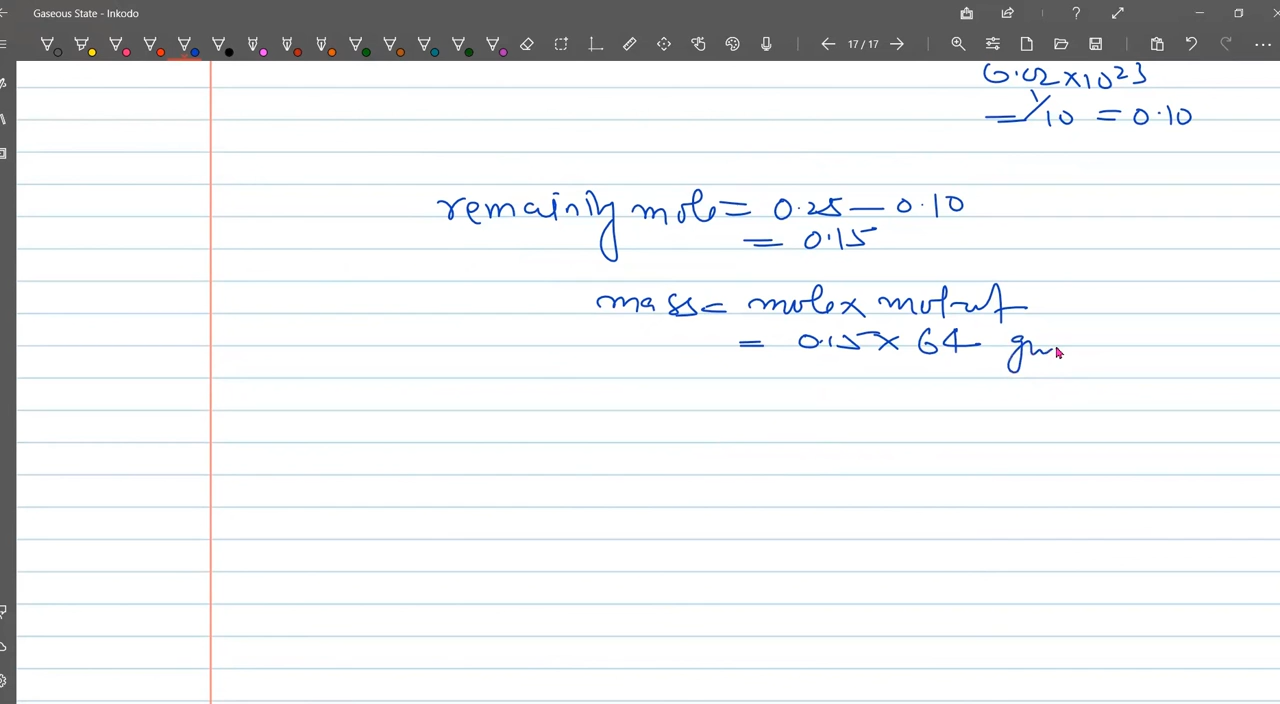 Gaseous State - Inkodo
17/17
6.02×10²³
= 1/10 = 0.10
remaining mole = 0.25 — 0.10
= 0.15
mass = mole × mol.wt
= 0.15 × 64 gm